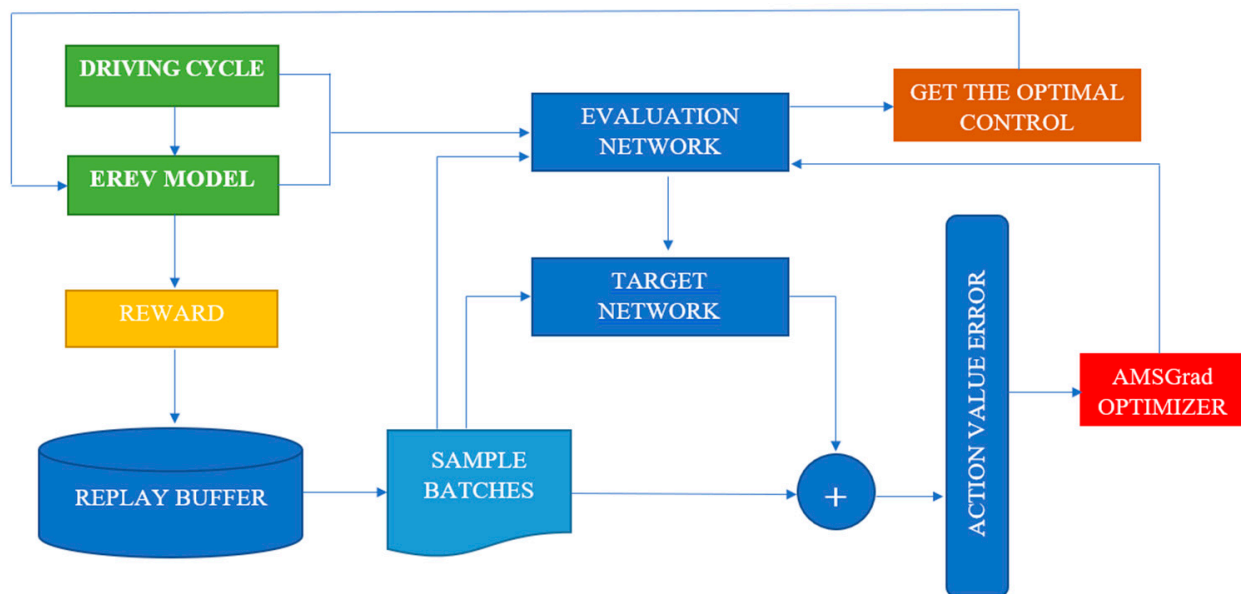 DRIVING CYCLE
EREV MODEL
REWARD
REPLAY BUFFER
SAMPLE
BATCHES
EVALUATION
NETWORK
TARGET
NETWORK
+
ACTION VALUE ERROR
GET THE OPTIMAL
CONTROL
AMSGrad
OPTIMIZER